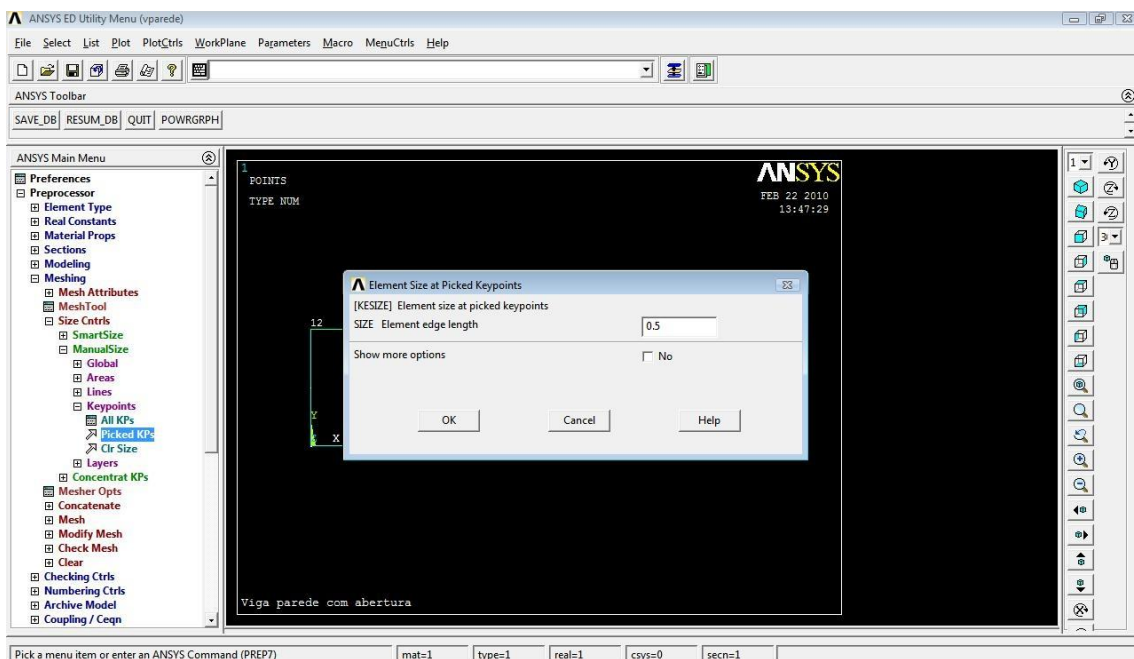 ANSYS ED Utility Menu (vparede)
File Select List Plot PlotCtrls WorkPlane Parameters Macro MenuCtrls Help
ANSYS Toolbar
SAVE_DB RESUM_DB QUIT POWRGRPH
ANSYS Main Menu
Preferences
Preprocessor
Element Type
Real Constants
Material Props
Sections
Modeling
Meshing
Mesh Attributes
MeshTool
Size Cntrls
SmartSize
ManualSize
Global
Areas
Lines
Keypoints
All KPs
Picked KPs
Clr Size
Layers
Concentrat KPs
Mesher Opts
Concatenate
Mesh
Modify Mesh
Check Mesh
Clear
Checking Ctrls
Numbering Ctrls
Archive Model
Coupling / Ceqn
1
POINTS
TYPE NUM
ANSYS
FEB 22 2010
13:47:29
12
Y
X
Element Size at Picked Keypoints
[KESIZE] Element size at picked keypoints
SIZE Element edge length 0.5
Show more options No
OK Cancel Help
Viga parede com abertura
1
Pick a menu item or enter an ANSYS Command (PREP7) mat=1 type=1 real=1 csys=0 secn=1